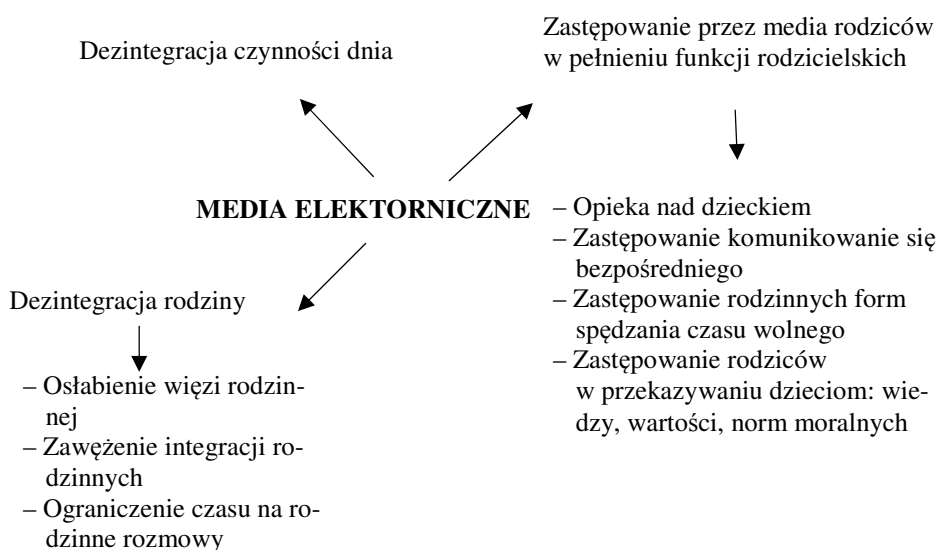 Dezintegracja czynności dnia
Zastępowanie przez media rodziców
w pełnieniu funkcji rodzicielskich
MEDIA ELEKTORNICZNE
– Opieka nad dzieckiem
– Zastępowanie komunikowanie się
bezpośredniego
– Zastępowanie rodzinnych form
spędzania czasu wolnego
– Zastępowanie rodziców
w przekazywaniu dzieciom: wie-
dzy, wartości, norm moralnych
Dezintegracja rodziny
– Osłabienie więzi rodzin-
nej
– Zawężenie integracji ro-
dzinnych
– Ograniczenie czasu na ro-
dzinne rozmowy